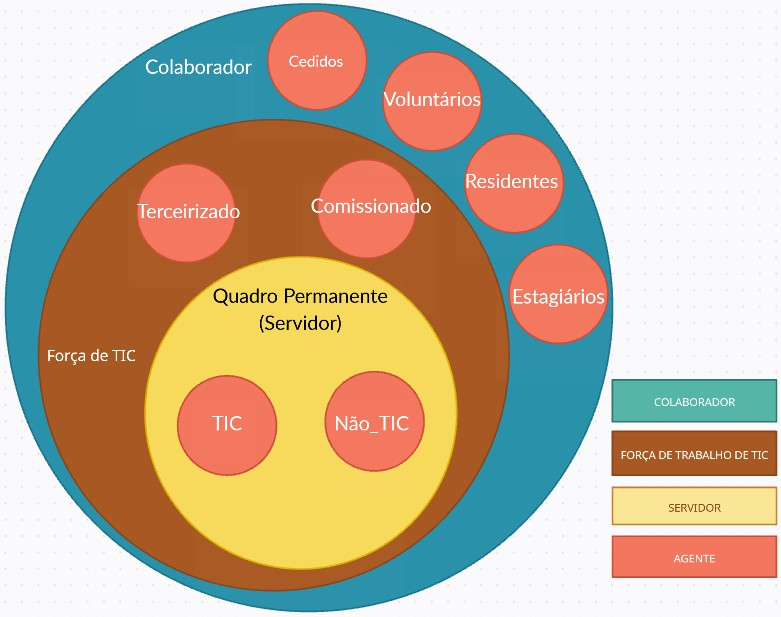 Colaborador
Cedidos
Voluntários
Residentes
Estagiários
Terceirizado
Comissionado
Força de TIC
Quadro Permanente
(Servidor)
TIC
Não_TIC
COLABORADOR
FORÇA DE TRABALHO DE TIC
SERVIDOR
AGENTE